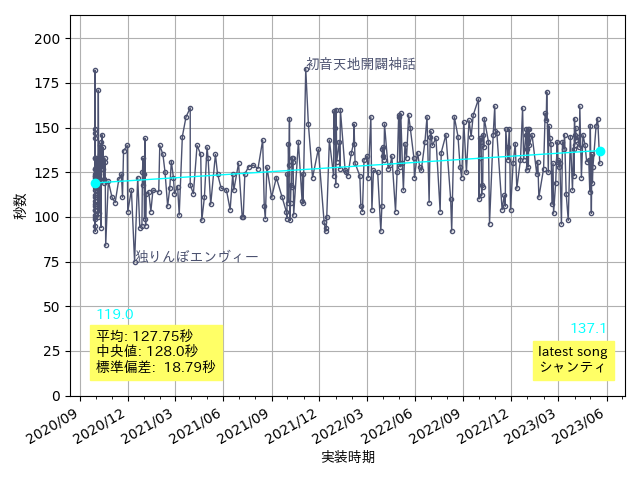 200
175
150
125
100
75
50
25
0
秒数
初音天地開闢神話
独りんぼエンヴィー
119.0
平均: 127.75秒
中央値: 128.0秒
標準偏差: 18.79秒
137.1
latest song
シャンティ
2020/09
2020/12
2021/03
2021/06
2021/09
2021/12
2022/03
2022/06
2022/09
2022/12
2023/03
2023/06
実装時期